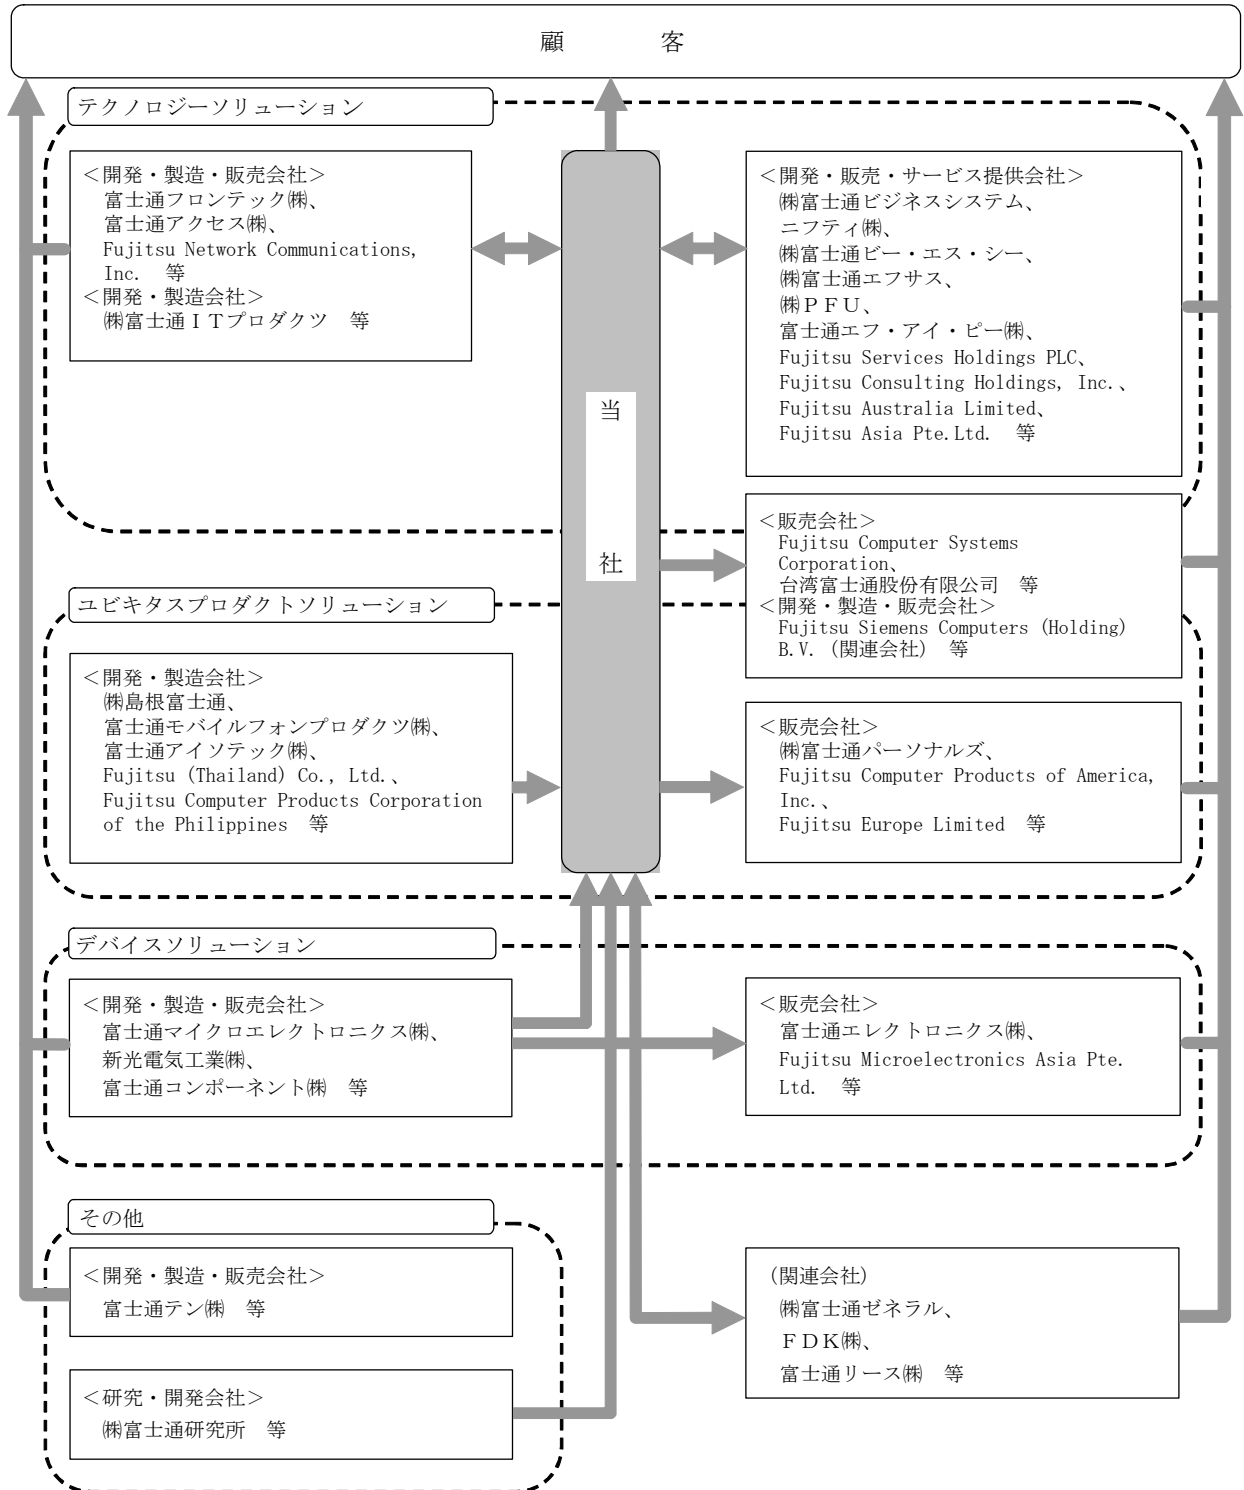 顧　客
テクノロジーソリューション
＜開発・製造・販売会社＞
富士通フロンテック㈱、
富士通アクセス㈱、
Fujitsu Network Communications,
Inc.　等
＜開発・製造会社＞
㈱富士通ＩＴプロダクツ　等
当
社
＜開発・販売・サービス提供会社＞
㈱富士通ビジネスシステム、
ニフティ㈱、
㈱富士通ビー・エス・シー、
㈱富士通エフサス、
㈱ＰＦＵ、
富士通エフ・アイ・ピー㈱、
Fujitsu Services Holdings PLC、
Fujitsu Consulting Holdings, Inc.、
Fujitsu Australia Limited、
Fujitsu Asia Pte.Ltd.　等
＜販売会社＞
Fujitsu Computer Systems
Corporation、
台湾富士通股份有限公司　等
＜開発・製造・販売会社＞
Fujitsu Siemens Computers (Holding)
B.V.（関連会社）　等
ユビキタスプロダクトソリューション
＜開発・製造会社＞
㈱島根富士通、
富士通モバイルフォンプロダクツ㈱、
富士通アイソテック㈱、
Fujitsu (Thailand) Co., Ltd.、
Fujitsu Computer Products Corporation
of the Philippines　等
＜販売会社＞
㈱富士通パーソナルズ、
Fujitsu Computer Products of America,
Inc.、
Fujitsu Europe Limited　等
デバイスソリューション
＜開発・製造・販売会社＞
富士通マイクロエレクトロニクス㈱、
新光電気工業㈱、
富士通コンポーネント㈱　等
＜販売会社＞
富士通エレクトロニクス㈱、
Fujitsu Microelectronics Asia Pte.
Ltd.　等
その他
＜開発・製造・販売会社＞
富士通テン㈱　等
＜研究・開発会社＞
㈱富士通研究所　等
（関連会社）
㈱富士通ゼネラル、
ＦＤＫ㈱、
富士通リース㈱　等